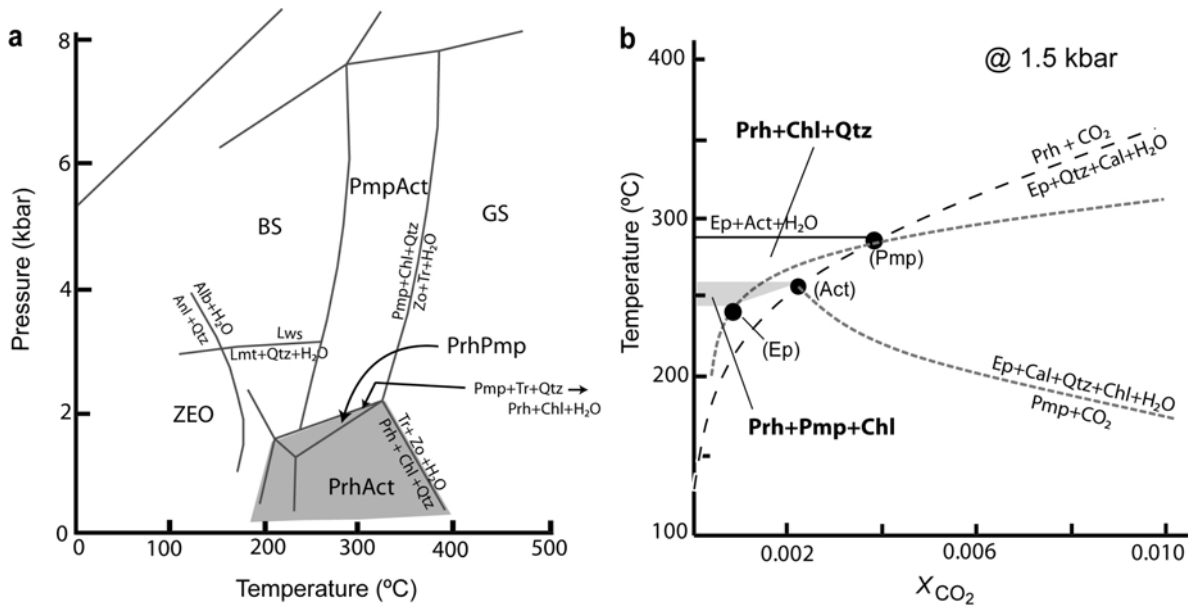 a
8
6
4
2
0
Pressure (kbar)
0
100
200
300
400
500
Temperature (ºC)
BS
PmpAct
GS
Pmp+Chl+Qtz
Zo+Tr+H₂O
Alb+H₂O
Anl +Qtz
Lws
Lmt+Qtz+H₂O
PrhPmp
Pmp+Tr+Qtz
Prh+Chl+H₂O
ZEO
Tr+ Zo +H₂O
Prh + Chl +Qtz
PrhAct
b
@ 1.5 kbar
400
300
200
100
Temperature (ºC)
Prh+Chl+Qtz
Prh + CO₂
Ep+Qtz+Cal+H₂O
Ep+Act+H₂O
(Pmp)
(Act)
(Ep)
Ep+Cal+Qtz+Chl+H₂O
Pmp+CO₂
Prh+Pmp+Chl
0.002
0.006
0.010
XCO₂